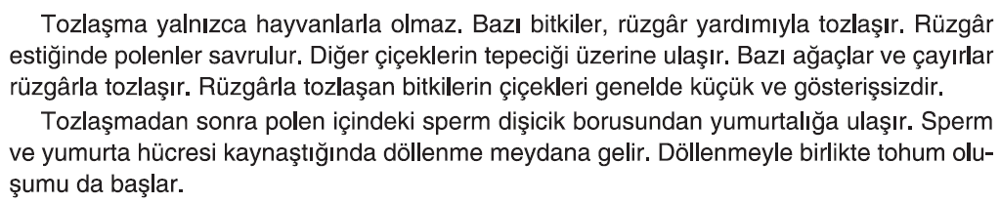 Tozlaşma yalnızca hayvanlarla olmaz. Bazı bitkiler, rüzgâr yardımıyla tozlaşır. Rüzgâr
estiğinde polenler savrulur. Diğer çiçeklerin tepeciği üzerine ulaşır. Bazı ağaçlar ve çayırlar
rüzgârla tozlaşır. Rüzgârla tozlaşan bitkilerin çiçekleri genelde küçük ve gösterişsizdir.
Tozlaşmadan sonra polen içindeki sperm dişicik borusundan yumurtalığa ulaşır. Sperm
ve yumurta hücresi kaynaştığında döllenme meydana gelir. Döllenmeyle birlikte tohum olu-
şumu da başlar.